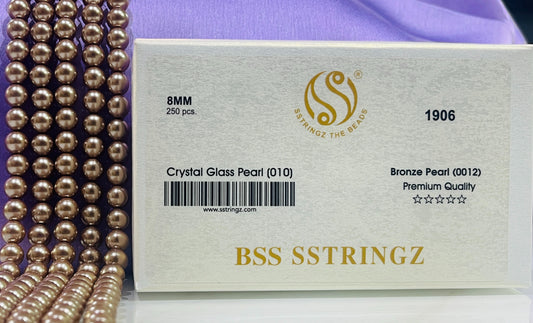 8MM
250 pcs.
®
SSTRINGZ THE BEADS
1906
Crystal Glass Pearl (010)
www.sstringz.com
Bronze Pearl (0012)
Premium Quality
☆☆☆☆☆
BSS SSTRINGZ